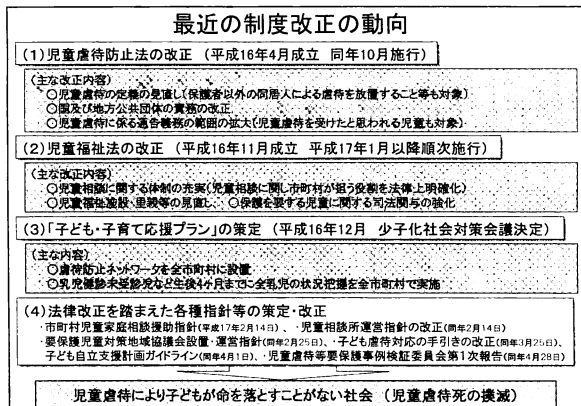 最近の制度改正の動向
(1)児童虐待防止法の改正 (平成16年4月成立 同年10月施行)
(主な改正内容)
○児童虐待の定義の見直し(保護者以外の同居人による虐待を放置すること等も対象)
○国及び地方公共団体の責務の改正
○児童虐待に係る通告義務の範囲の拡大(児童虐待を受けたと思われる児童も対象)
(2)児童福祉法の改正 (平成16年11月成立 平成17年1月以降順次施行)
(主な改正内容)
○児童相談に関する体制の充実(児童相談に関し市町村が担う役割を法律上明確化)
○児童福祉施設・里親等の見直し、 ○保護を要する児童に関する司法関与の強化
(3)「子ども・子育て応援プラン」の策定 (平成16年12月 少子化社会対策会議決定)
(主な内容)
○虐待防止ネットワークを全市町村に設置
○乳児健診未受診児など生後4ヶ月までに全乳児の状況把握を全市町村で実施
(4)法律改正を踏まえた各種指針等の策定・改正
・市町村児童家庭相談援助指針(平成17年2月14日)、・児童相談所運営指針の改正(同年2月14日)
・要保護児童対策地域協議会設置・運営指針(同年2月25日)、・子ども虐待対応の手引きの改正(同年3月25日)、
子ども自立支援計画ガイドライン(同年4月1日)、・児童虐待等要保護事例検証委員会第1次報告(同年4月28日)
児童虐待により子どもが命を落とすことがない社会 (児童虐待死の撲滅)